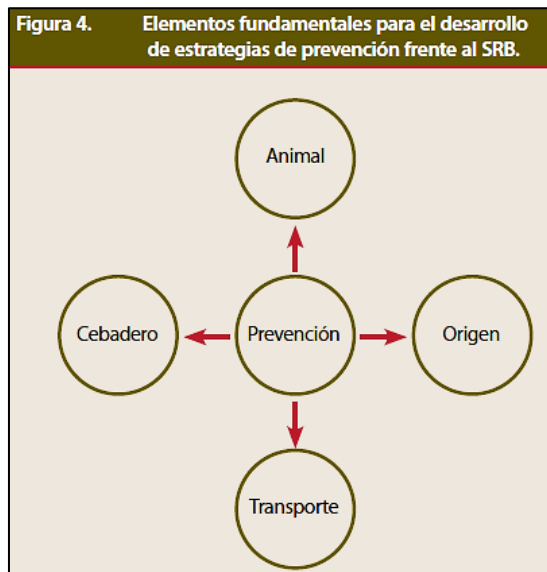 Figura 4. Elementos fundamentales para el desarrollo
de estrategias de prevención frente al SRB.
Animal
Cebadero Prevención Origen
Transporte